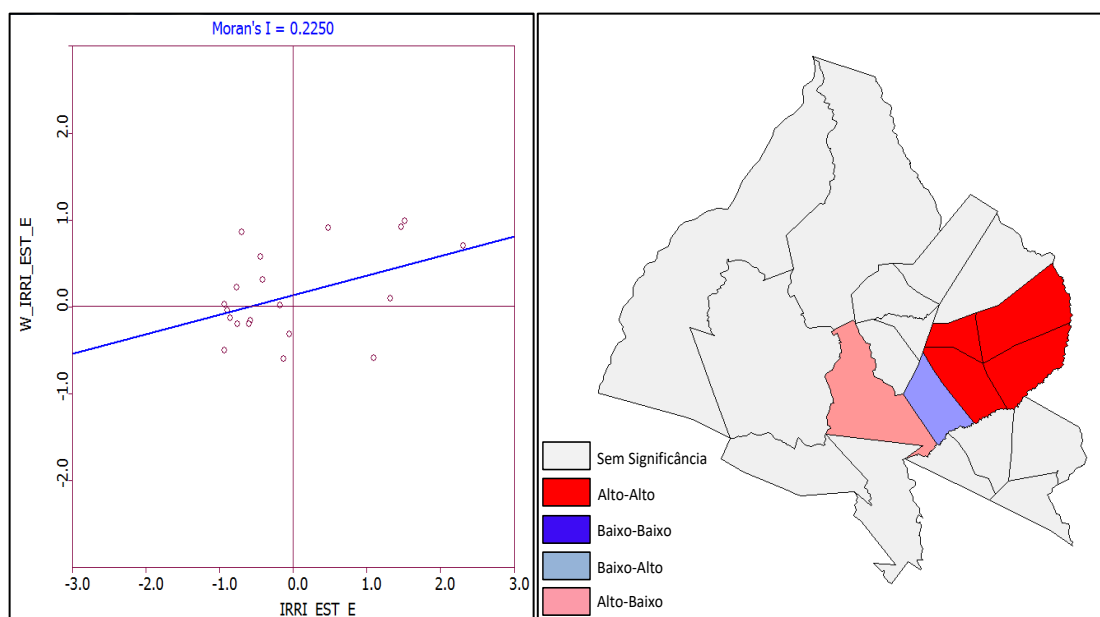 Moran's I = 0.2250
2.0
1.0
0.0
-1.0
-2.0
W_IRRI_EST_E
-3.0 -2.0 -1.0 0.0 1.0 2.0 3.0
IRRI EST E
Sem Significância
Alto-Alto
Baixo-Baixo
Baixo-Alto
Alto-Baixo